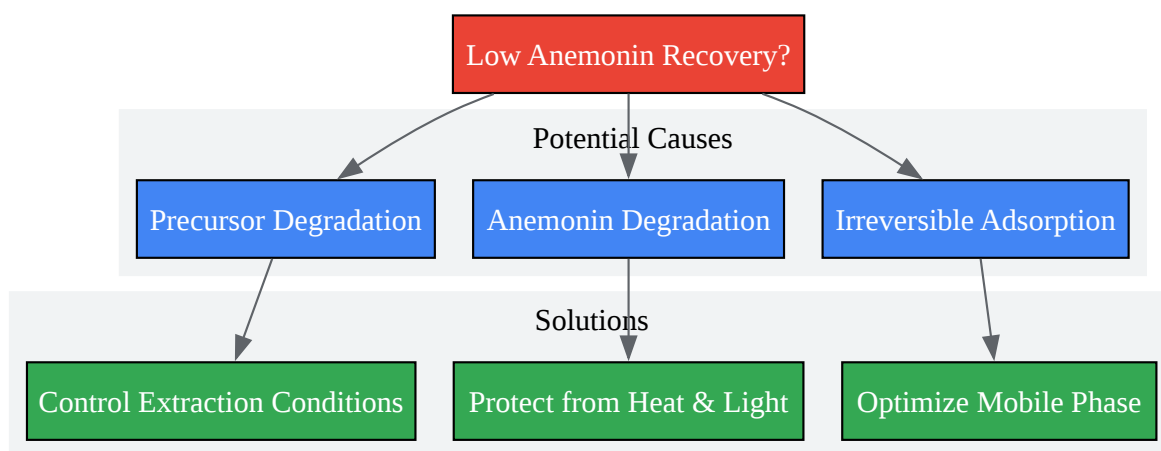 Low Anemonin Recovery?
Potential Causes
Precursor Degradation
Anemonin Degradation
Irreversible Adsorption
Solutions
Control Extraction Conditions
Protect from Heat & Light
Optimize Mobile Phase